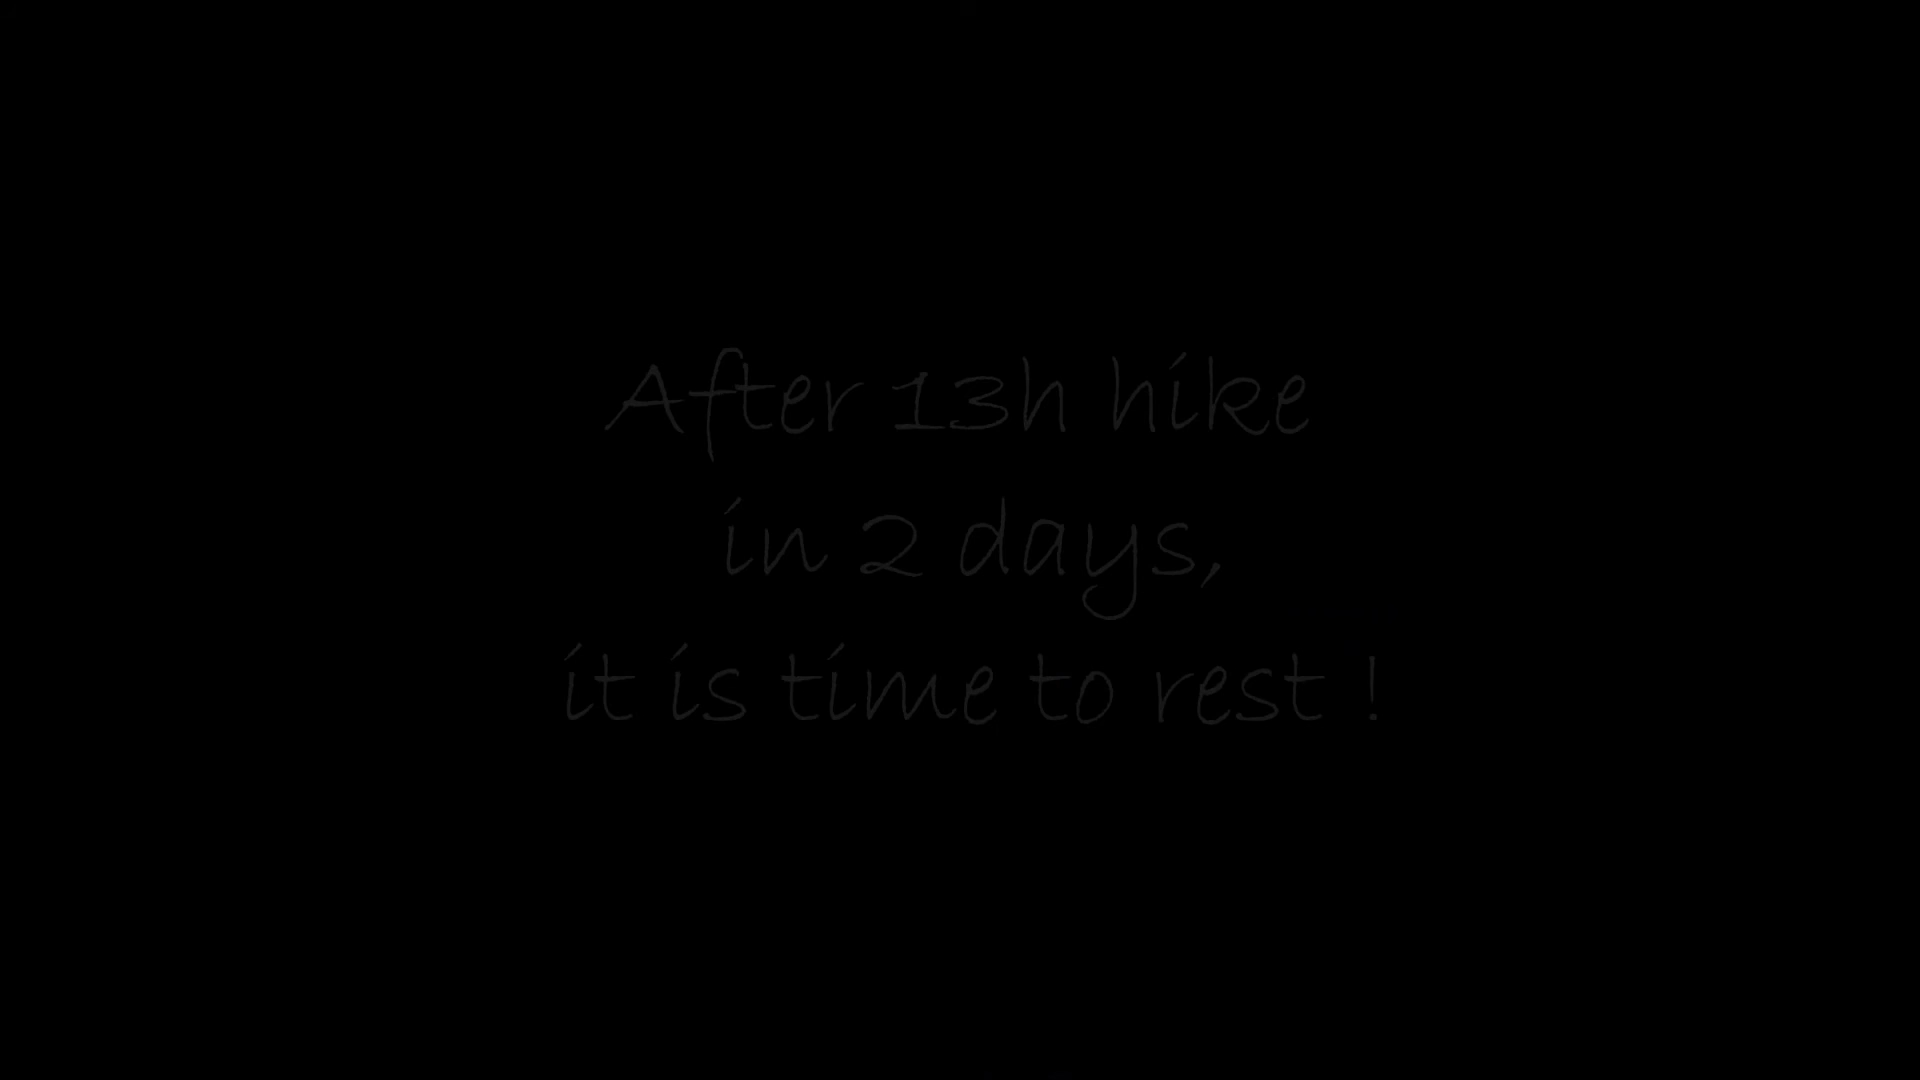 After 13h hike
in 2 days,
it is time to rest !